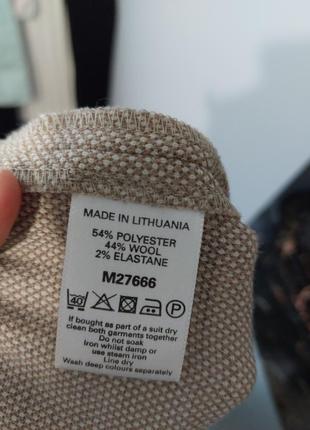 MADE IN LITHUANIA
54% POLYESTER
44% WOOL
2% ELASTANE
M27666
40 P
If bought as part of a suit dry
clean both garments together
Do not soak
Iron whilst damp or
use steam iron
Line dry
Wash deep colours separately